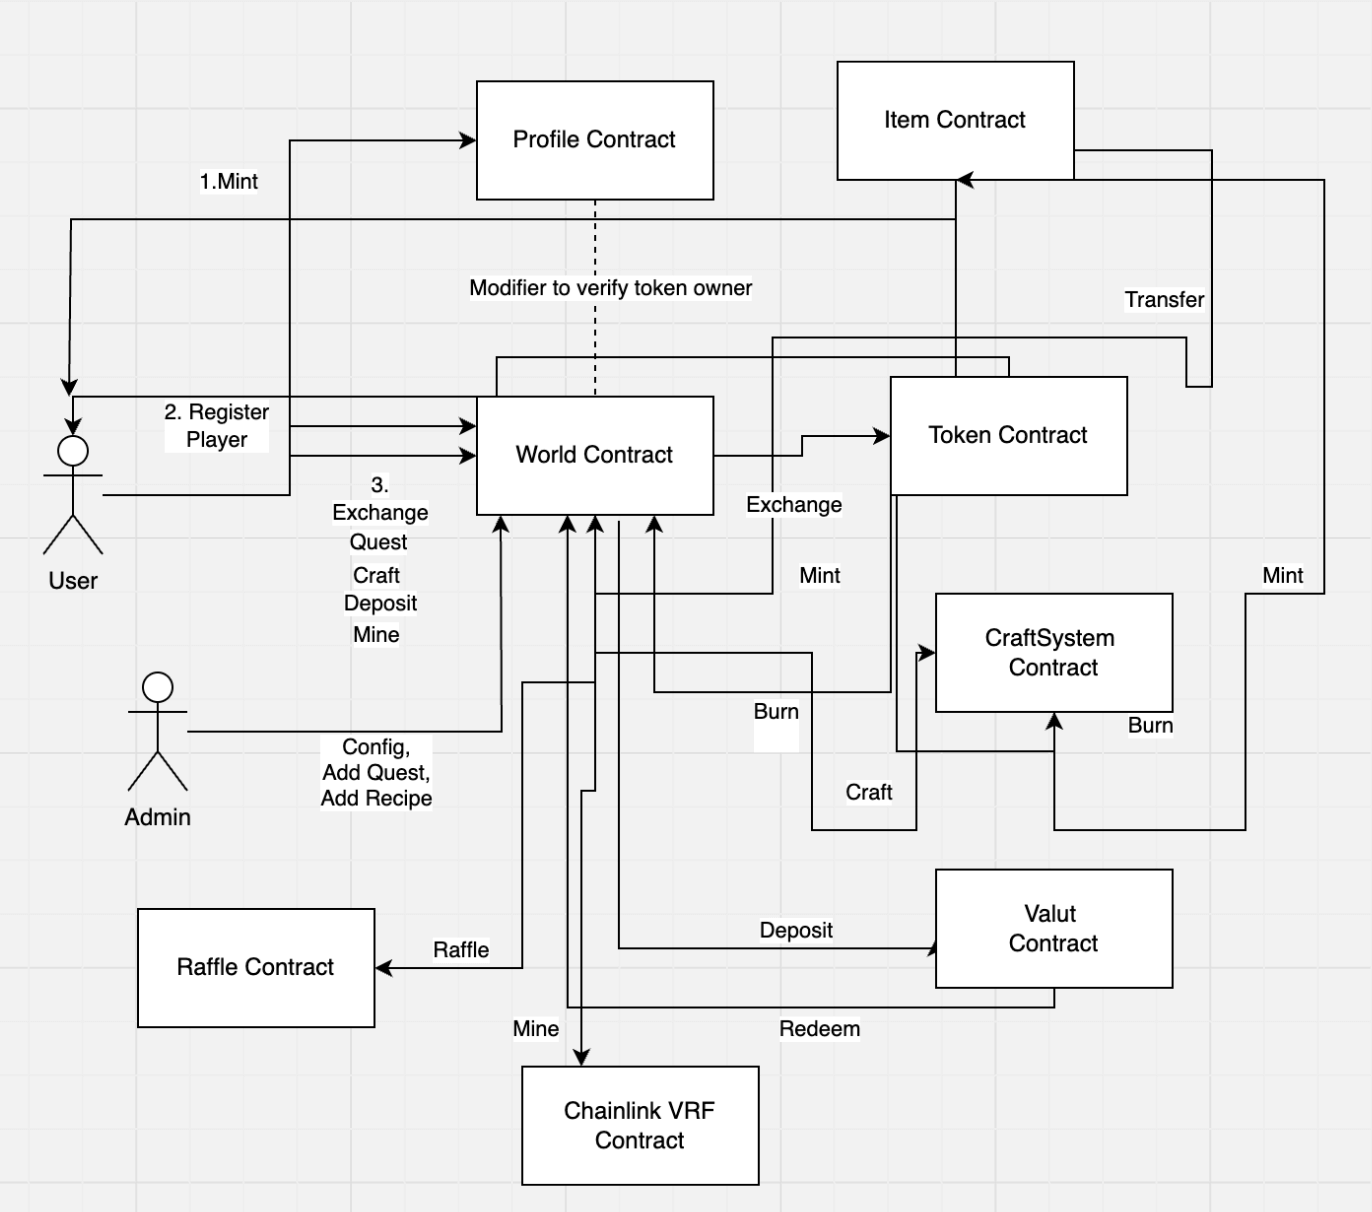 Item Contract
Profile Contract
1.Mint
Modifier to verify token owner
Transfer
2. Register
Player
World Contract
Token Contract
3.
Exchange
Quest
Craft
Deposit
Mine
Exchange
Mint
Mint
User
CraftSystem
Contract
Burn
Burn
Config,
Add Quest,
Add Recipe
Craft
Admin
Valut
Contract
Deposit
Raffle
Raffle Contract
Mine
Redeem
Chainlink VRF
Contract